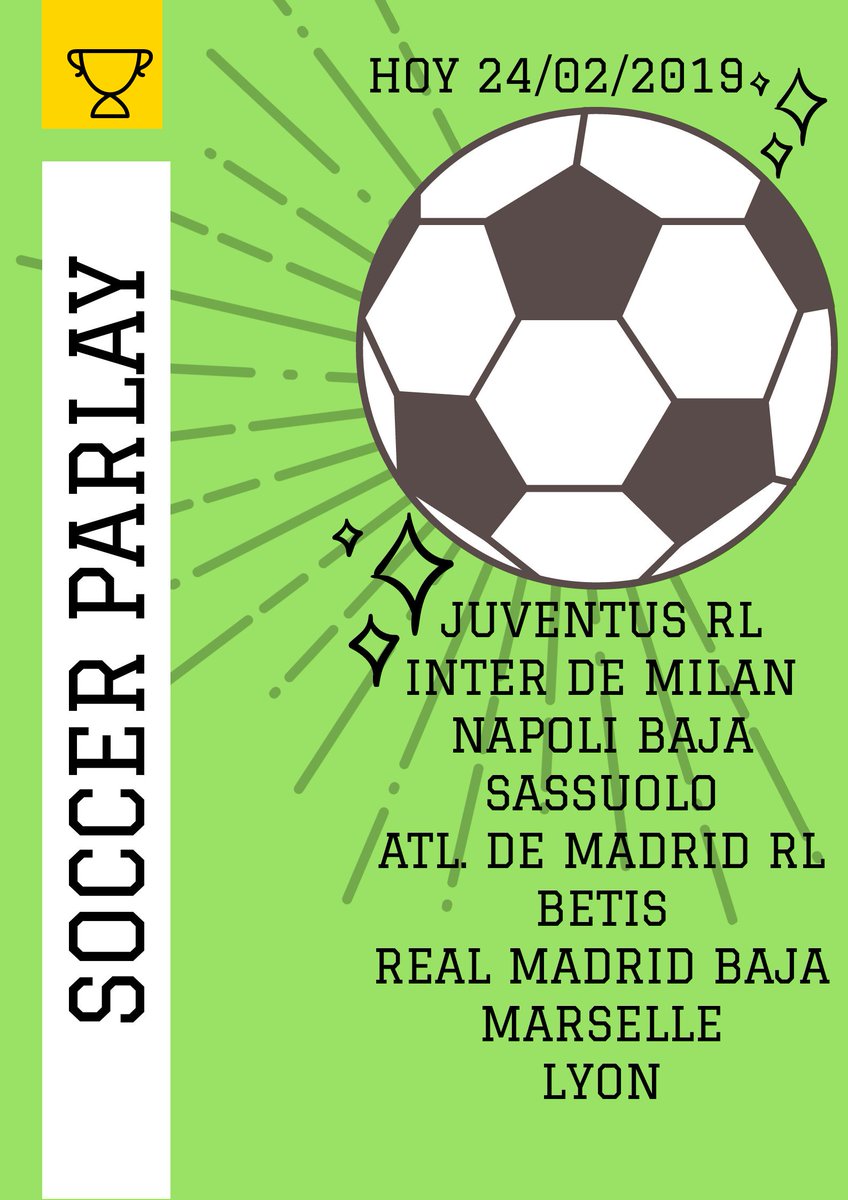 HOY 24/02/2019
SOCCER PARLAY
JUVENTUS RL
INTER DE MILAN
NAPOLI BAJA
SASSUOLO
ATL. DE MADRID RL
BETIS
REAL MADRID BAJA
MARSELLE
LYON